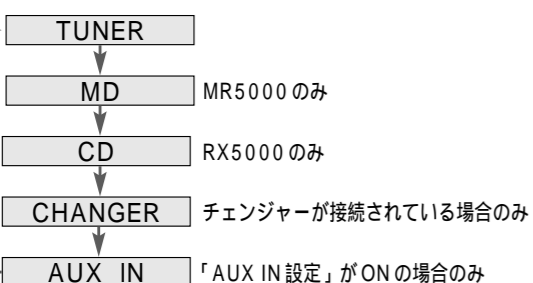 TUNER
MD MR5000のみ
CD RX5000のみ
CHANGER チェンジャーが接続されている場合のみ
AUX IN 「AUX IN設定」がONの場合のみ